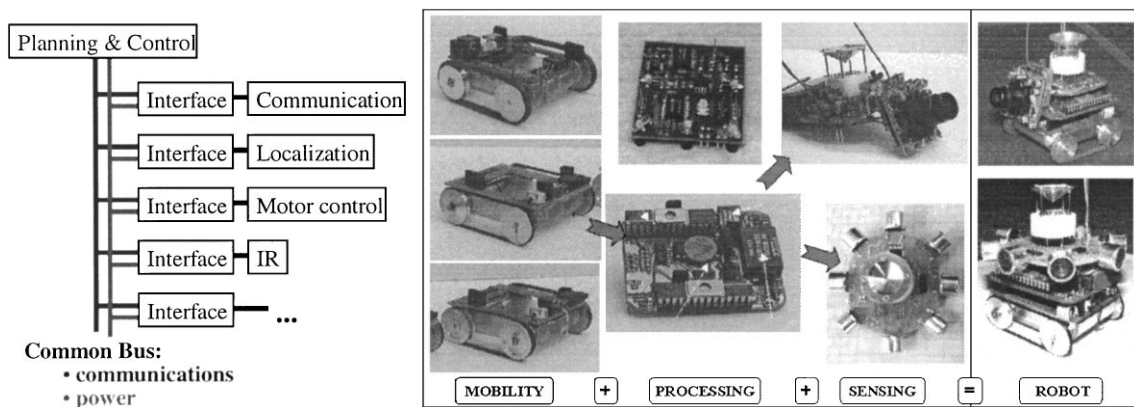 Planning & Control
Interface Communication
Interface Localization
Interface Motor control
Interface IR
Interface ...
Common Bus:
• communications
• power
MOBILITY + PROCESSING + SENSING = ROBOT